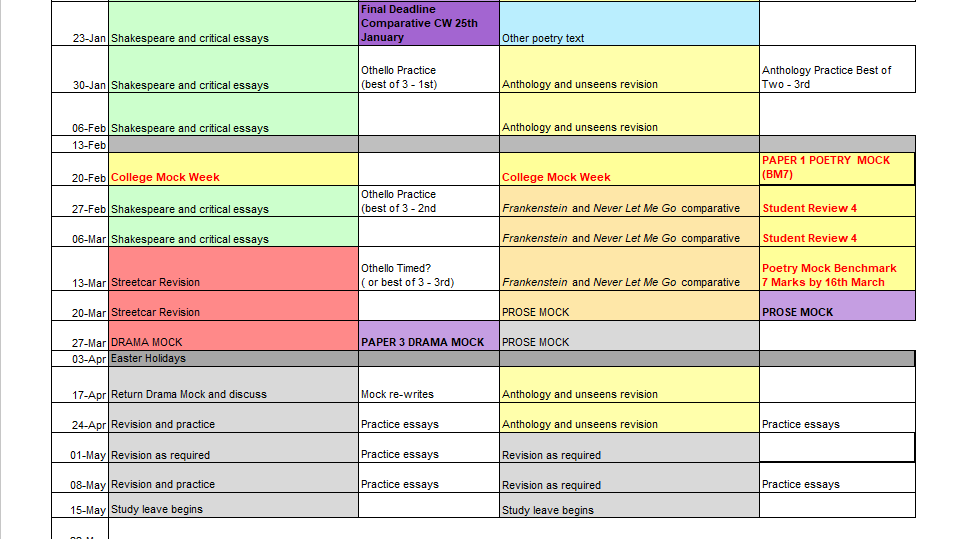 Final Deadline
Comparative CW 25th
January
23-Jan Shakespeare and critical essays Other poetry text
Othello Practice
(best of 3 - 1st)
Anthology Practice Best of
Two - 3rd
30-Jan Shakespeare and critical essays Anthology and unseens revision
06-Feb Shakespeare and critical essays Anthology and unseens revision
13-Feb
PAPER 1 POETRY MOCK
(BM7)
20-Feb College Mock Week College Mock Week
Othello Practice
(best of 3 - 2nd
27-Feb Shakespeare and critical essays Frankenstein and Never Let Me Go comparative Student Review 4
06-Mar Shakespeare and critical essays Frankenstein and Never Let Me Go comparative Student Review 4
Othello Timed?
( or best of 3 - 3rd)
Poetry Mock Benchmark
7 Marks by 16th March
13-Mar Streetcar Revision Frankenstein and Never Let Me Go comparative
20-Mar Streetcar Revision PROSE MOCK PROSE MOCK
27-Mar DRAMA MOCK PAPER 3 DRAMA MOCK PROSE MOCK
03-Apr Easter Holidays
17-Apr Return Drama Mock and discuss Mock re-writes Anthology and unseens revision
24-Apr Revision and practice Practice essays Anthology and unseens revision Practice essays
01-May Revision as required Practice essays Revision as required
08-May Revision and practice Practice essays Revision as required Practice essays
15-May Study leave begins Study leave begins